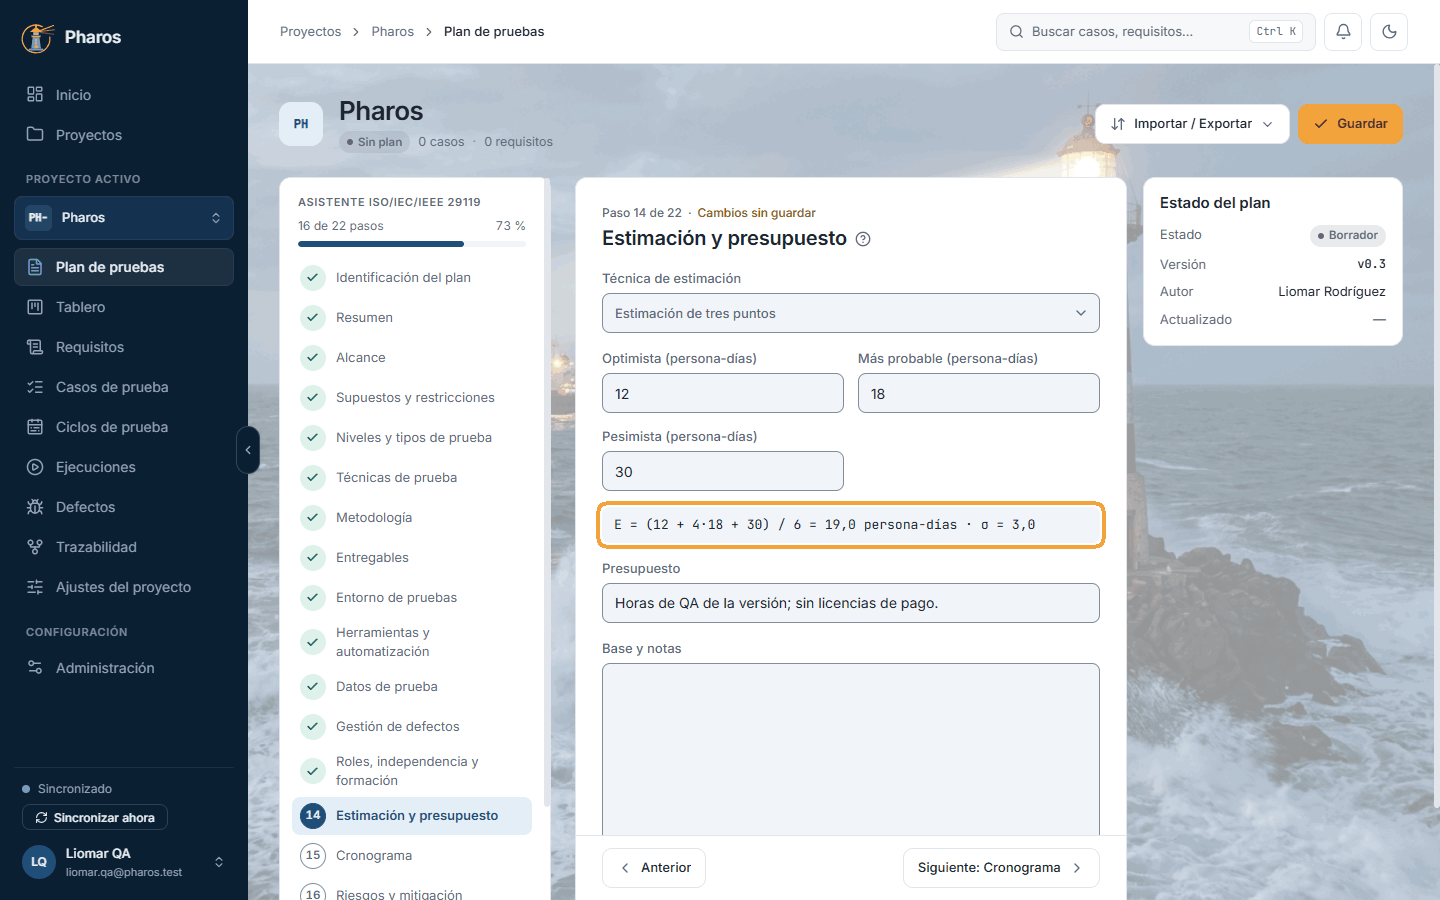 Pharos
Inicio
Proyectos
PROYECTO ACTIVO
PH- Pharos
Plan de pruebas
Tablero
Requisitos
Casos de prueba
Ciclos de prueba
Ejecuciones
Defectos
Trazabilidad
Ajustes del proyecto
CONFIGURACIÓN
Administración
Sincronizado
Sincronizar ahora
LQ
Liomar QA
liomar.qa@pharos.test
Proyectos > Pharos > Plan de pruebas
Buscar casos, requisitos... Ctrl K
PH
Pharos
Sin plan 0 casos · 0 requisitos
Importar / Exportar
Guardar
ASISTENTE ISO/IEC/IEEE 29119
16 de 22 pasos 73 %
Identificación del plan
Resumen
Alcance
Supuestos y restricciones
Niveles y tipos de prueba
Técnicas de prueba
Metodología
Entregables
Entorno de pruebas
Herramientas y
automatización
Datos de prueba
Gestión de defectos
Roles, independencia y
formación
14 Estimación y presupuesto
15 Cronograma
16 Riesgos y mitigación
Paso 14 de 22 · Cambios sin guardar
Estimación y presupuesto
Técnica de estimación
Estimación de tres puntos
Optimista (persona-días) Más probable (persona-días)
12 18
Pesimista (persona-días)
30
E = (12 + 4·18 + 30) / 6 = 19,0 persona-días · σ = 3,0
Presupuesto
Horas de QA de la versión; sin licencias de pago.
Base y notas
Anterior
Siguiente: Cronograma
Estado del plan
Estado Borrador
Versión v0.3
Autor Liomar Rodríguez
Actualizado —